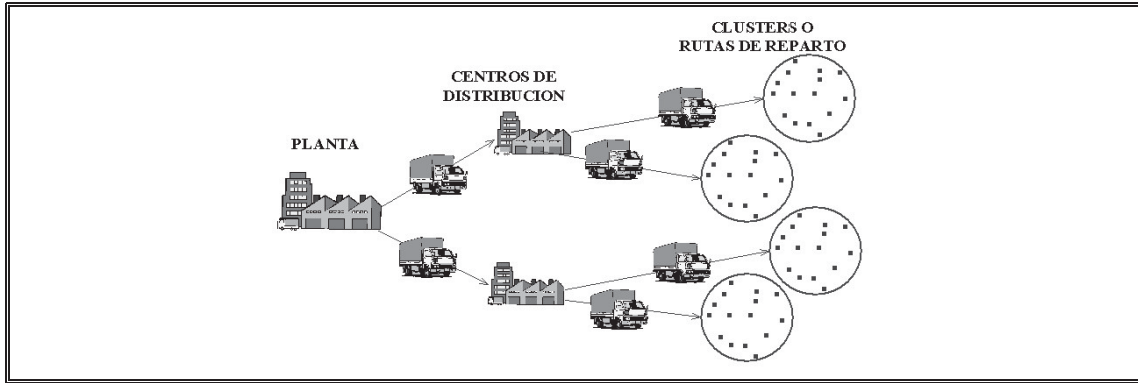 PLANTA
CENTROS DE
DISTRIBUCION
CLUSTERS O
RUTAS DE REPARTO